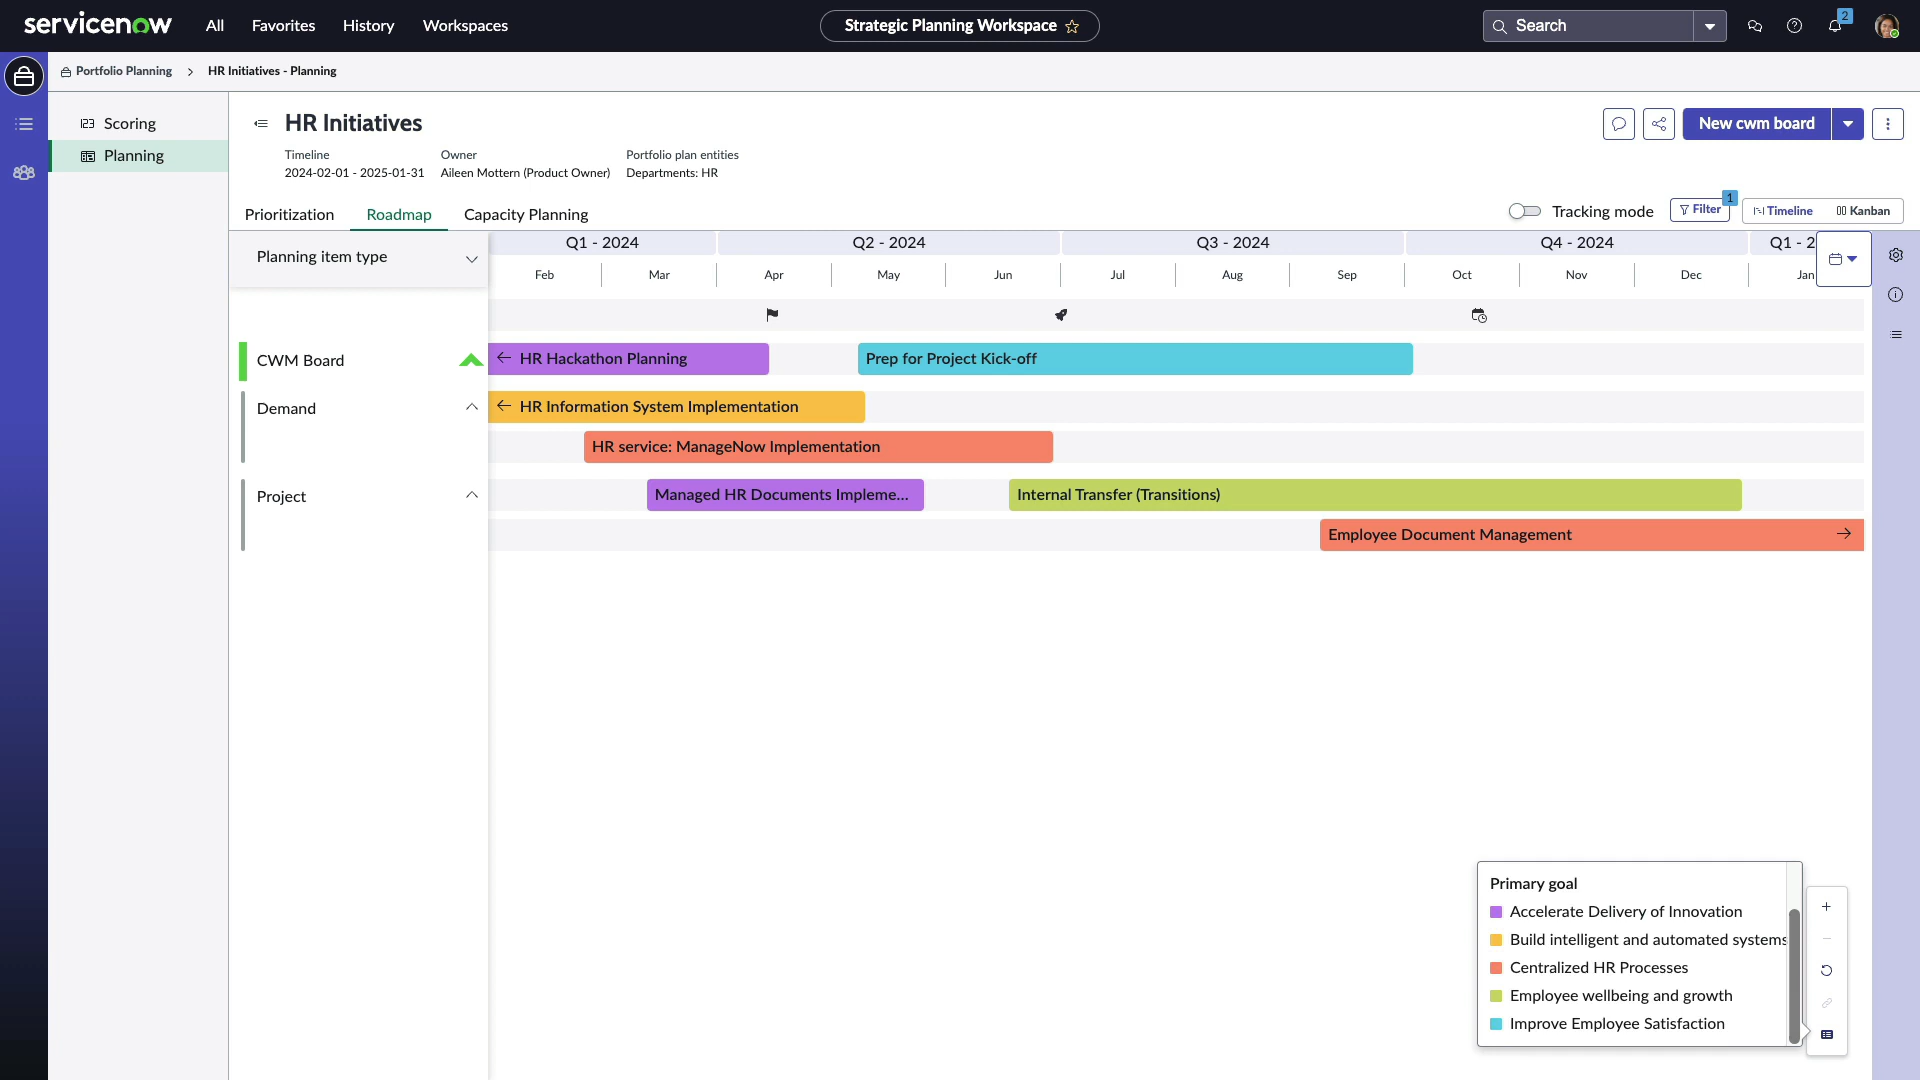 servicenow All Favorites History Workspaces Strategic Planning Workspace Search 2
Portfolio Planning HR Initiatives - Planning
Scoring
Planning
HR Initiatives
New cwm board
Timeline Owner Portfolio plan entities
2024-02-01 - 2025-01-31 Aileen Mottern (Product Owner) Departments: HR
Prioritization Roadmap Capacity Planning Tracking mode Filter 1 Timeline Kanban
Planning item type
Q1 - 2024 Q2 - 2024 Q3 - 2024 Q4 - 2024 Q1 - 2
Feb Mar Apr May Jun Jul Aug Sep Oct Nov Dec Jan
CWM Board HR Hackathon Planning Prep for Project Kick-off
Demand HR Information System Implementation
HR service: ManageNow Implementation
Project Managed HR Documents Impleme... Internal Transfer (Transitions)
Employee Document Management
Primary goal
Accelerate Delivery of Innovation
Build intelligent and automated systems
Centralized HR Processes
Employee wellbeing and growth
Improve Employee Satisfaction